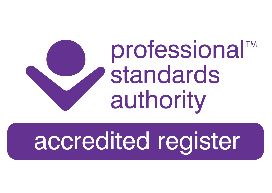 professional™
standards
authority
accredited register